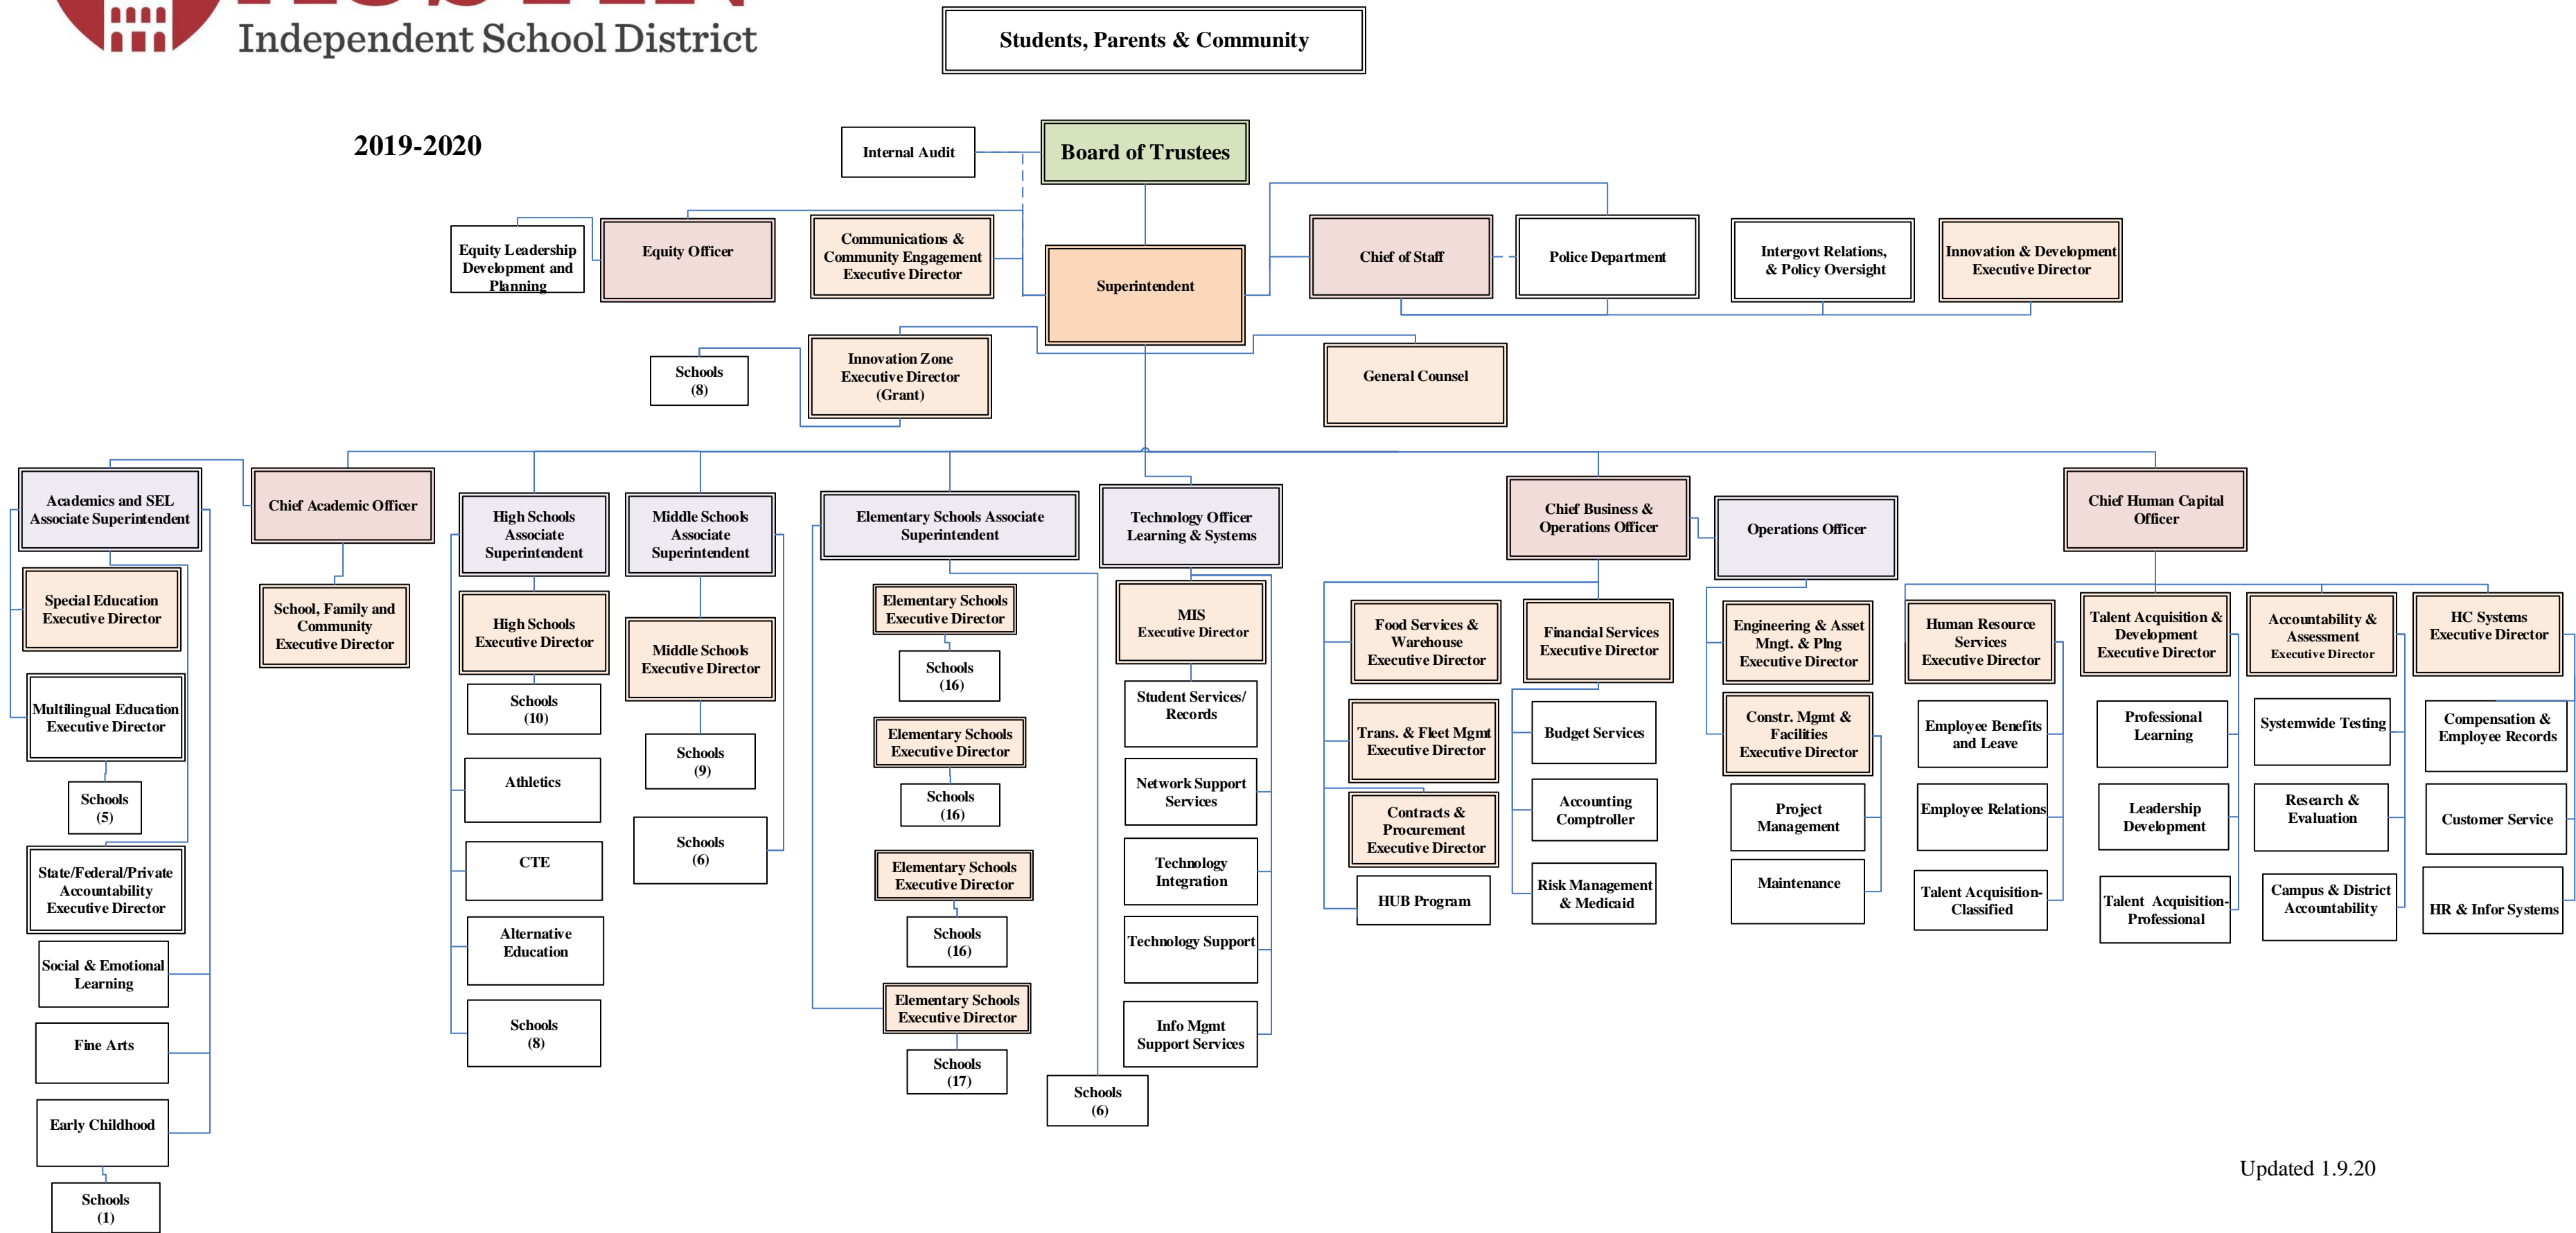 AUSTIN
Independent School District
Students, Parents & Community
2019-2020
Internal Audit
Board of Trustees
Equity Leadership
Development and
Planning
Equity Officer
Communications &
Community Engagement
Executive Director
Superintendent
Chief of Staff
Police Department
Intergovt Relations,
& Policy Oversight
Innovation & Development
Executive Director
Schools
(8)
Innovation Zone
Executive Director
(Grant)
General Counsel
Academics and SEL
Associate Superintendent
Chief Academic Officer
High Schools
Associate
Superintendent
Middle Schools
Associate
Superintendent
Elementary Schools Associate
Superintendent
Technology Officer
Learning & Systems
Chief Business &
Operations Officer
Operations Officer
Chief Human Capital
Officer
Special Education
Executive Director
Multilingual Education
Executive Director
Schools
(5)
State/Federal/Private
Accountability
Executive Director
Social & Emotional
Learning
Fine Arts
Early Childhood
Schools
(1)
School, Family and
Community
Executive Director
High Schools
Executive Director
Schools
(10)
Athletics
CTE
Alternative
Education
Schools
(8)
Middle Schools
Executive Director
Schools
(9)
Schools
(6)
Elementary Schools
Executive Director
Schools
(16)
Elementary Schools
Executive Director
Schools
(16)
Elementary Schools
Executive Director
Schools
(16)
Elementary Schools
Executive Director
Schools
(17)
Schools
(6)
MIS
Executive Director
Student Services/
Records
Network Support
Services
Technology
Integration
Technology Support
Info Mgmt
Support Services
Food Services &
Warehouse
Executive Director
Trans. & Fleet Mgmt
Executive Director
Contracts &
Procurement
Executive Director
HUB Program
Financial Services
Executive Director
Budget Services
Accounting
Comptroller
Risk Management
& Medicaid
Engineering & Asset
Mngt. & Plng
Executive Director
Constr. Mgmt &
Facilities
Executive Director
Project
Management
Maintenance
Human Resource
Services
Executive Director
Employee Benefits
and Leave
Employee Relations
Talent Acquisition-
Classified
Talent Acquisition &
Development
Executive Director
Professional
Learning
Leadership
Development
Talent Acquisition-
Professional
Accountability &
Assessment
Executive Director
Systemwide Testing
Research &
Evaluation
Campus & District
Accountability
HC Systems
Executive Director
Compensation &
Employee Records
Customer Service
HR & Infor Systems
Updated 1.9.20